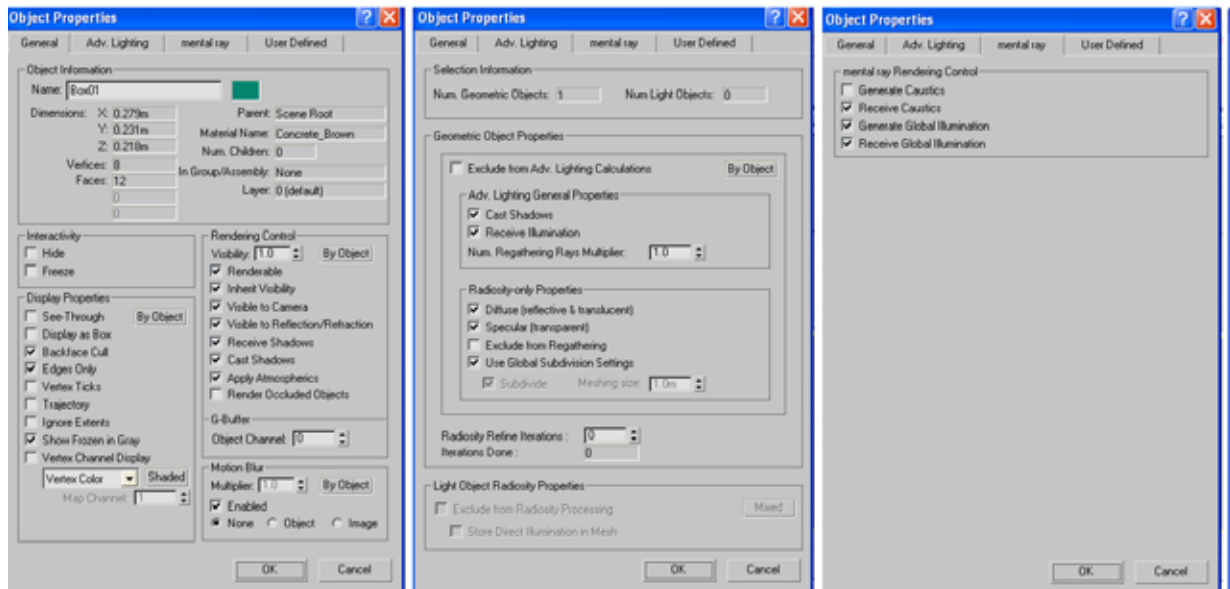 Object Properties
General Adv. Lighting mental ray User Defined
Object Information
Name: Box01
Dimensions: X: 0.279m
Y: 0.231m
Z: 0.218m
Vertices: 8
Faces: 12
0
0
Parent: Scene Root
Material Name: Concrete_Brown
Num. Children: 0
In Group/Assembly: None
Layer: 0 (default)
Interactivity
Hide
Freeze
Display Properties
See-Through By Object
Display as Box
Backface Cull
Edges Only
Vertex Ticks
Trajectory
Ignore Extents
Show Frozen in Gray
Vertex Channel Display
Vertex Color Shaded
Map Channel: 1
Rendering Control
Visibility: 1.0 By Object
Renderable
Inherit Visibility
Visible to Camera
Visible to Reflection/Refraction
Receive Shadows
Cast Shadows
Apply Atmospherics
Render Occluded Objects
G-Buffer
Object Channel: 0
Motion Blur
Multiplier: 1.0 By Object
Enabled
None Object Image
OK Cancel
Object Properties
General Adv. Lighting mental ray User Defined
Selection Information
Num. Geometric Objects: 1 Num Light Objects: 0
Geometric Object Properties
Exclude from Adv. Lighting Calculations By Object
Adv. Lighting General Properties
Cast Shadows
Receive Illumination
Num. Regathering Rays Multiplier: 1.0
Radiosity-only Properties
Diffuse (reflective & translucent)
Specular (transparent)
Exclude from Regathering
Use Global Subdivision Settings
Subdivide Meshing size: 1.0m
Radiosity Refine Iterations : 0
Iterations Done : 0
Light Object Radiosity Properties
Exclude from Radiosity Processing Mixed
Store Direct Illumination in Mesh
OK Cancel
Object Properties
General Adv. Lighting mental ray User Defined
mental ray Rendering Control
Generate Caustics
Receive Caustics
Generate Global Illumination
Receive Global Illumination
OK Cancel